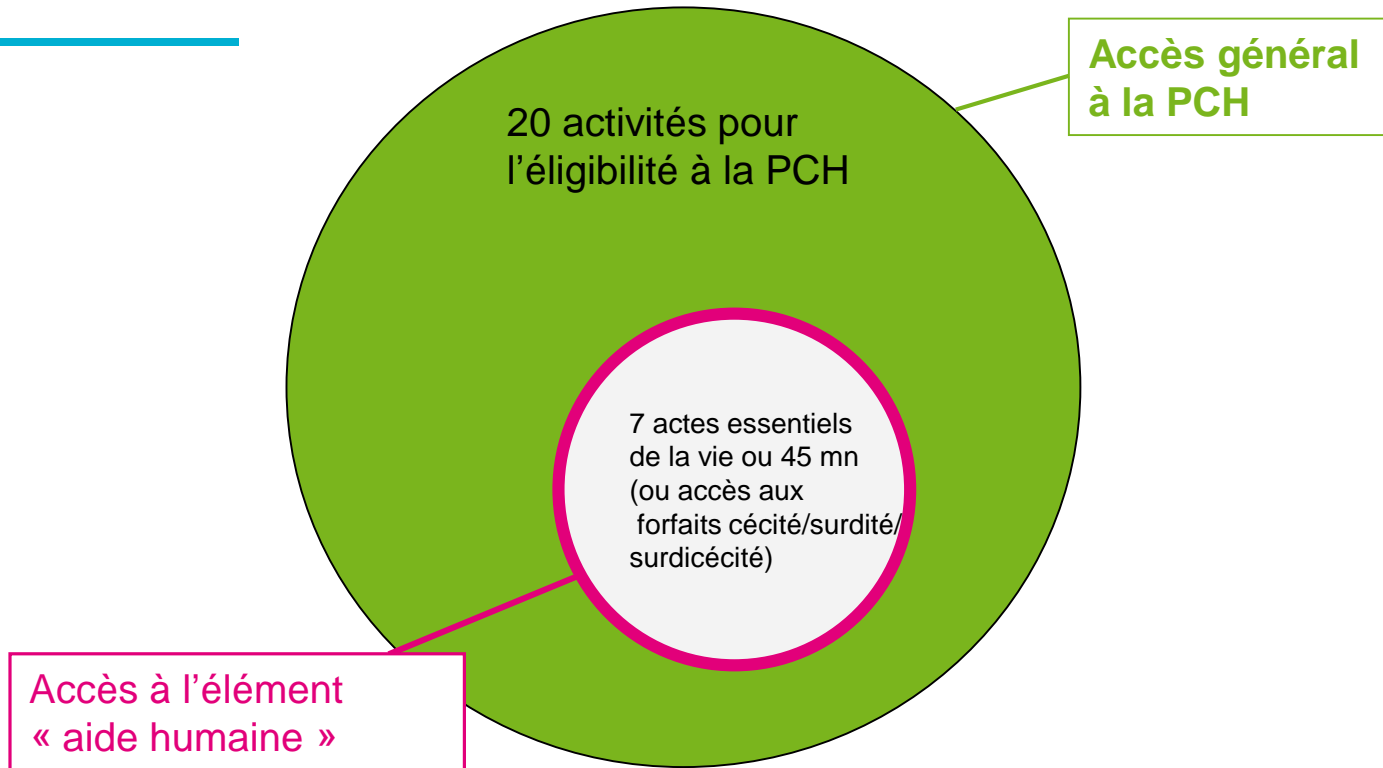 Accès général
à la PCH
20 activités pour
l’éligibilité à la PCH
7 actes essentiels
de la vie ou 45 mn
(ou accès aux
forfaits cécité/surdité/
surdicécité)
Accès à l’élément
« aide humaine »